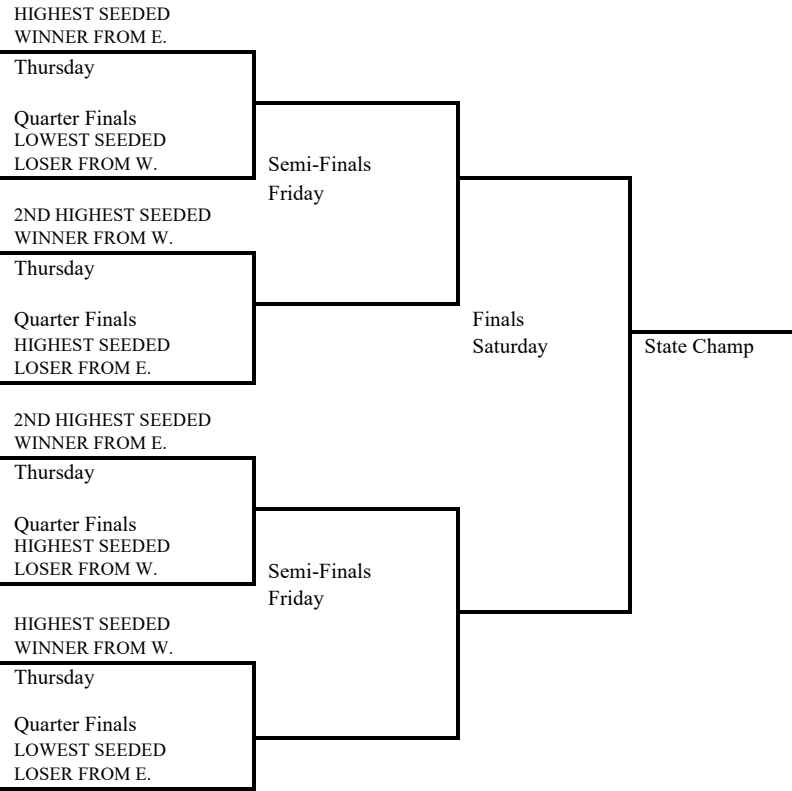 HIGHEST SEEDED
WINNER FROM E.
Thursday
Quarter Finals
LOWEST SEEDED
LOSER FROM W.
Semi-Finals
Friday
2ND HIGHEST SEEDED
WINNER FROM W.
Thursday
Quarter Finals
HIGHEST SEEDED
LOSER FROM E.
Finals
Saturday
State Champ
2ND HIGHEST SEEDED
WINNER FROM E.
Thursday
Quarter Finals
HIGHEST SEEDED
LOSER FROM W.
Semi-Finals
Friday
HIGHEST SEEDED
WINNER FROM W.
Thursday
Quarter Finals
LOWEST SEEDED
LOSER FROM E.